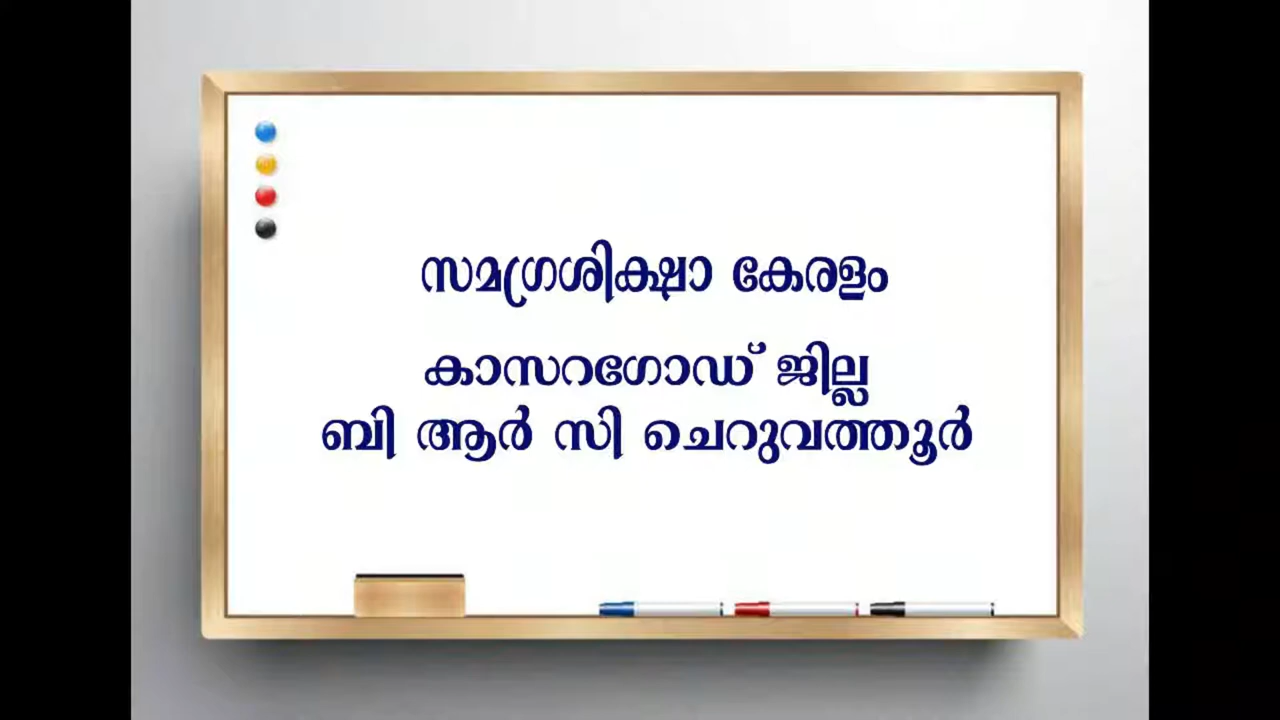 സമഗ്രശിക്ഷാ കേരളം
കാസറഗോഡ് ജില്ല
ബി ആർ സി ചെറുവത്തൂർ